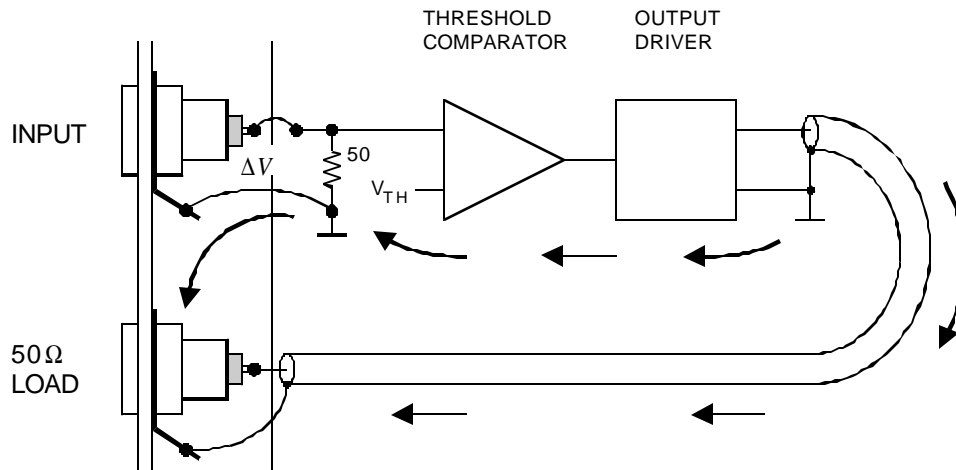 THRESHOLD
COMPARATOR
OUTPUT
DRIVER
INPUT
ΔV
50
V_TH
50Ω
LOAD